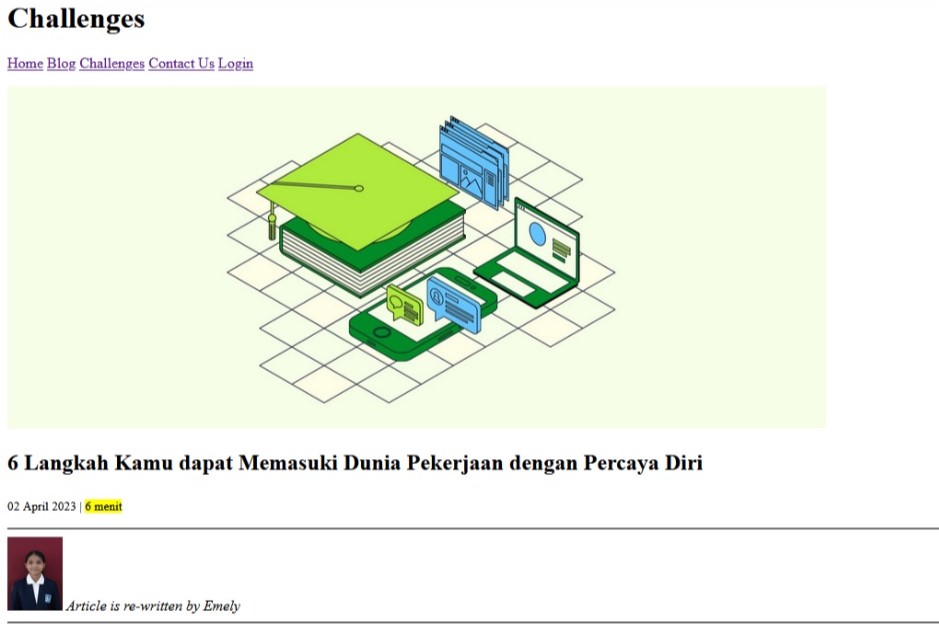 Challenges
Home Blog Challenges Contact Us Login
6 Langkah Kamu dapat Memasuki Dunia Pekerjaan dengan Percaya Diri
02 April 2023 | 6 menit
Article is re-written by Emely